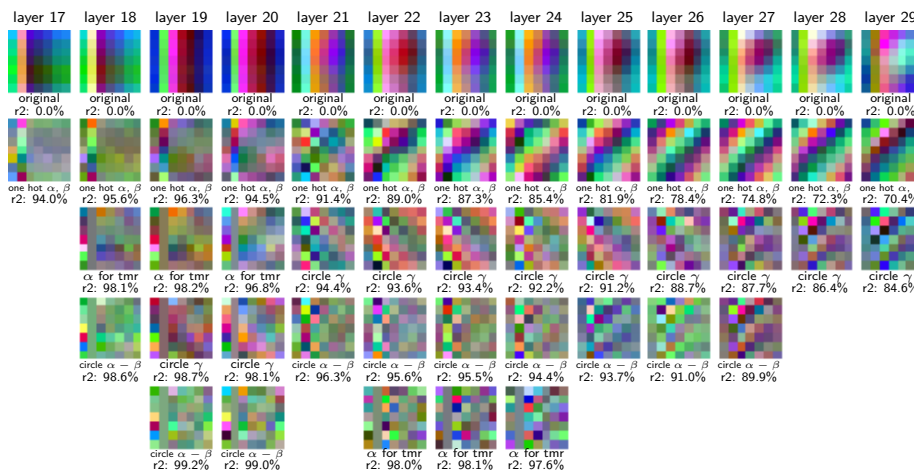 layer 17 layer 18 layer 19 layer 20 layer 21 layer 22 layer 23 layer 24 layer 25 layer 26 layer 27 layer 28 layer 29
original original original original original original original original original original original original original
r2: 0.0% r2: 0.0% r2: 0.0% r2: 0.0% r2: 0.0% r2: 0.0% r2: 0.0% r2: 0.0% r2: 0.0% r2: 0.0% r2: 0.0% r2: 0.0% r2: 0.0%
one hot α, β one hot α, β one hot α, β one hot α, β one hot α, β one hot α, β one hot α, β one hot α, β one hot α, β one hot α, β one hot α, β one hot α, β one hot α,
r2: 94.0% r2: 95.6% r2: 96.3% r2: 94.5% r2: 91.4% r2: 89.0% r2: 87.3% r2: 85.4% r2: 81.9% r2: 78.4% r2: 74.8% r2: 72.3% r2: 70.4%
α for tmr α for tmr α for tmr circle γ circle γ circle γ circle γ circle γ circle γ circle γ circle γ circle γ
r2: 98.1% r2: 98.2% r2: 96.8% r2: 94.4% r2: 93.6% r2: 93.4% r2: 92.2% r2: 91.2% r2: 88.7% r2: 87.7% r2: 86.4% r2: 84.6%
circle α − β circle γ circle γ circle α − β circle α − β circle α − β circle α − β circle α − β circle α − β circle α − β
r2: 98.6% r2: 98.7% r2: 98.1% r2: 96.3% r2: 95.6% r2: 95.5% r2: 94.4% r2: 93.7% r2: 91.0% r2: 89.9%
circle α − β circle α − β α for tmr α for tmr α for tmr
r2: 99.2% r2: 99.0% r2: 98.0% r2: 98.1% r2: 97.6%